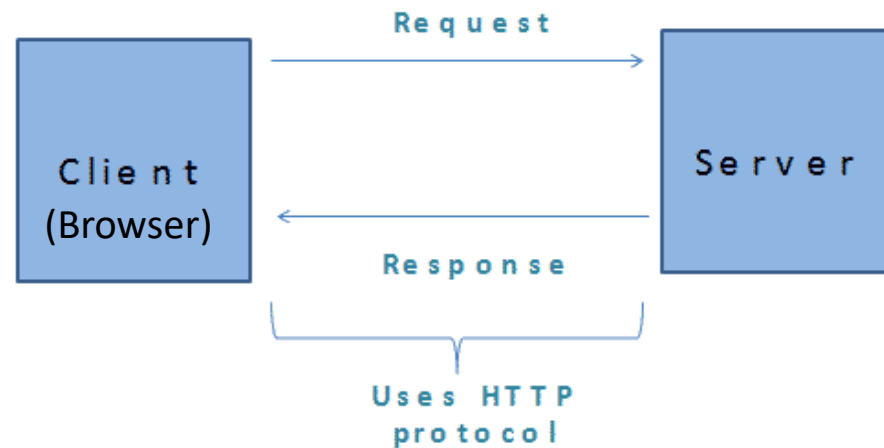 Request
Client
(Browser)
Server
Response
Uses HTTP
protocol